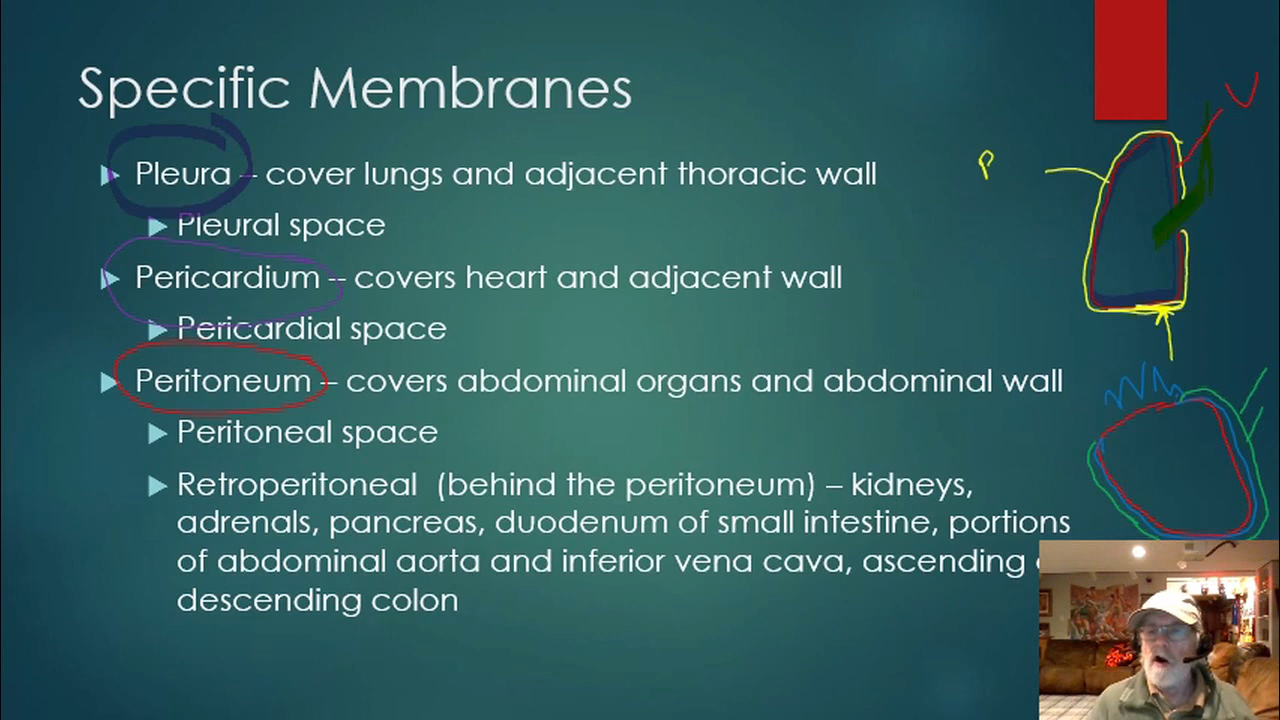 Specific Membranes
Pleura – cover lungs and adjacent thoracic wall
Pleural space
Pericardium -- covers heart and adjacent wall
Pericardial space
Peritoneum – covers abdominal organs and abdominal wall
Peritoneal space
Retroperitoneal (behind the peritoneum) – kidneys,
adrenals, pancreas, duodenum of small intestine, portions
of abdominal aorta and inferior vena cava, ascending
descending colon
V
P